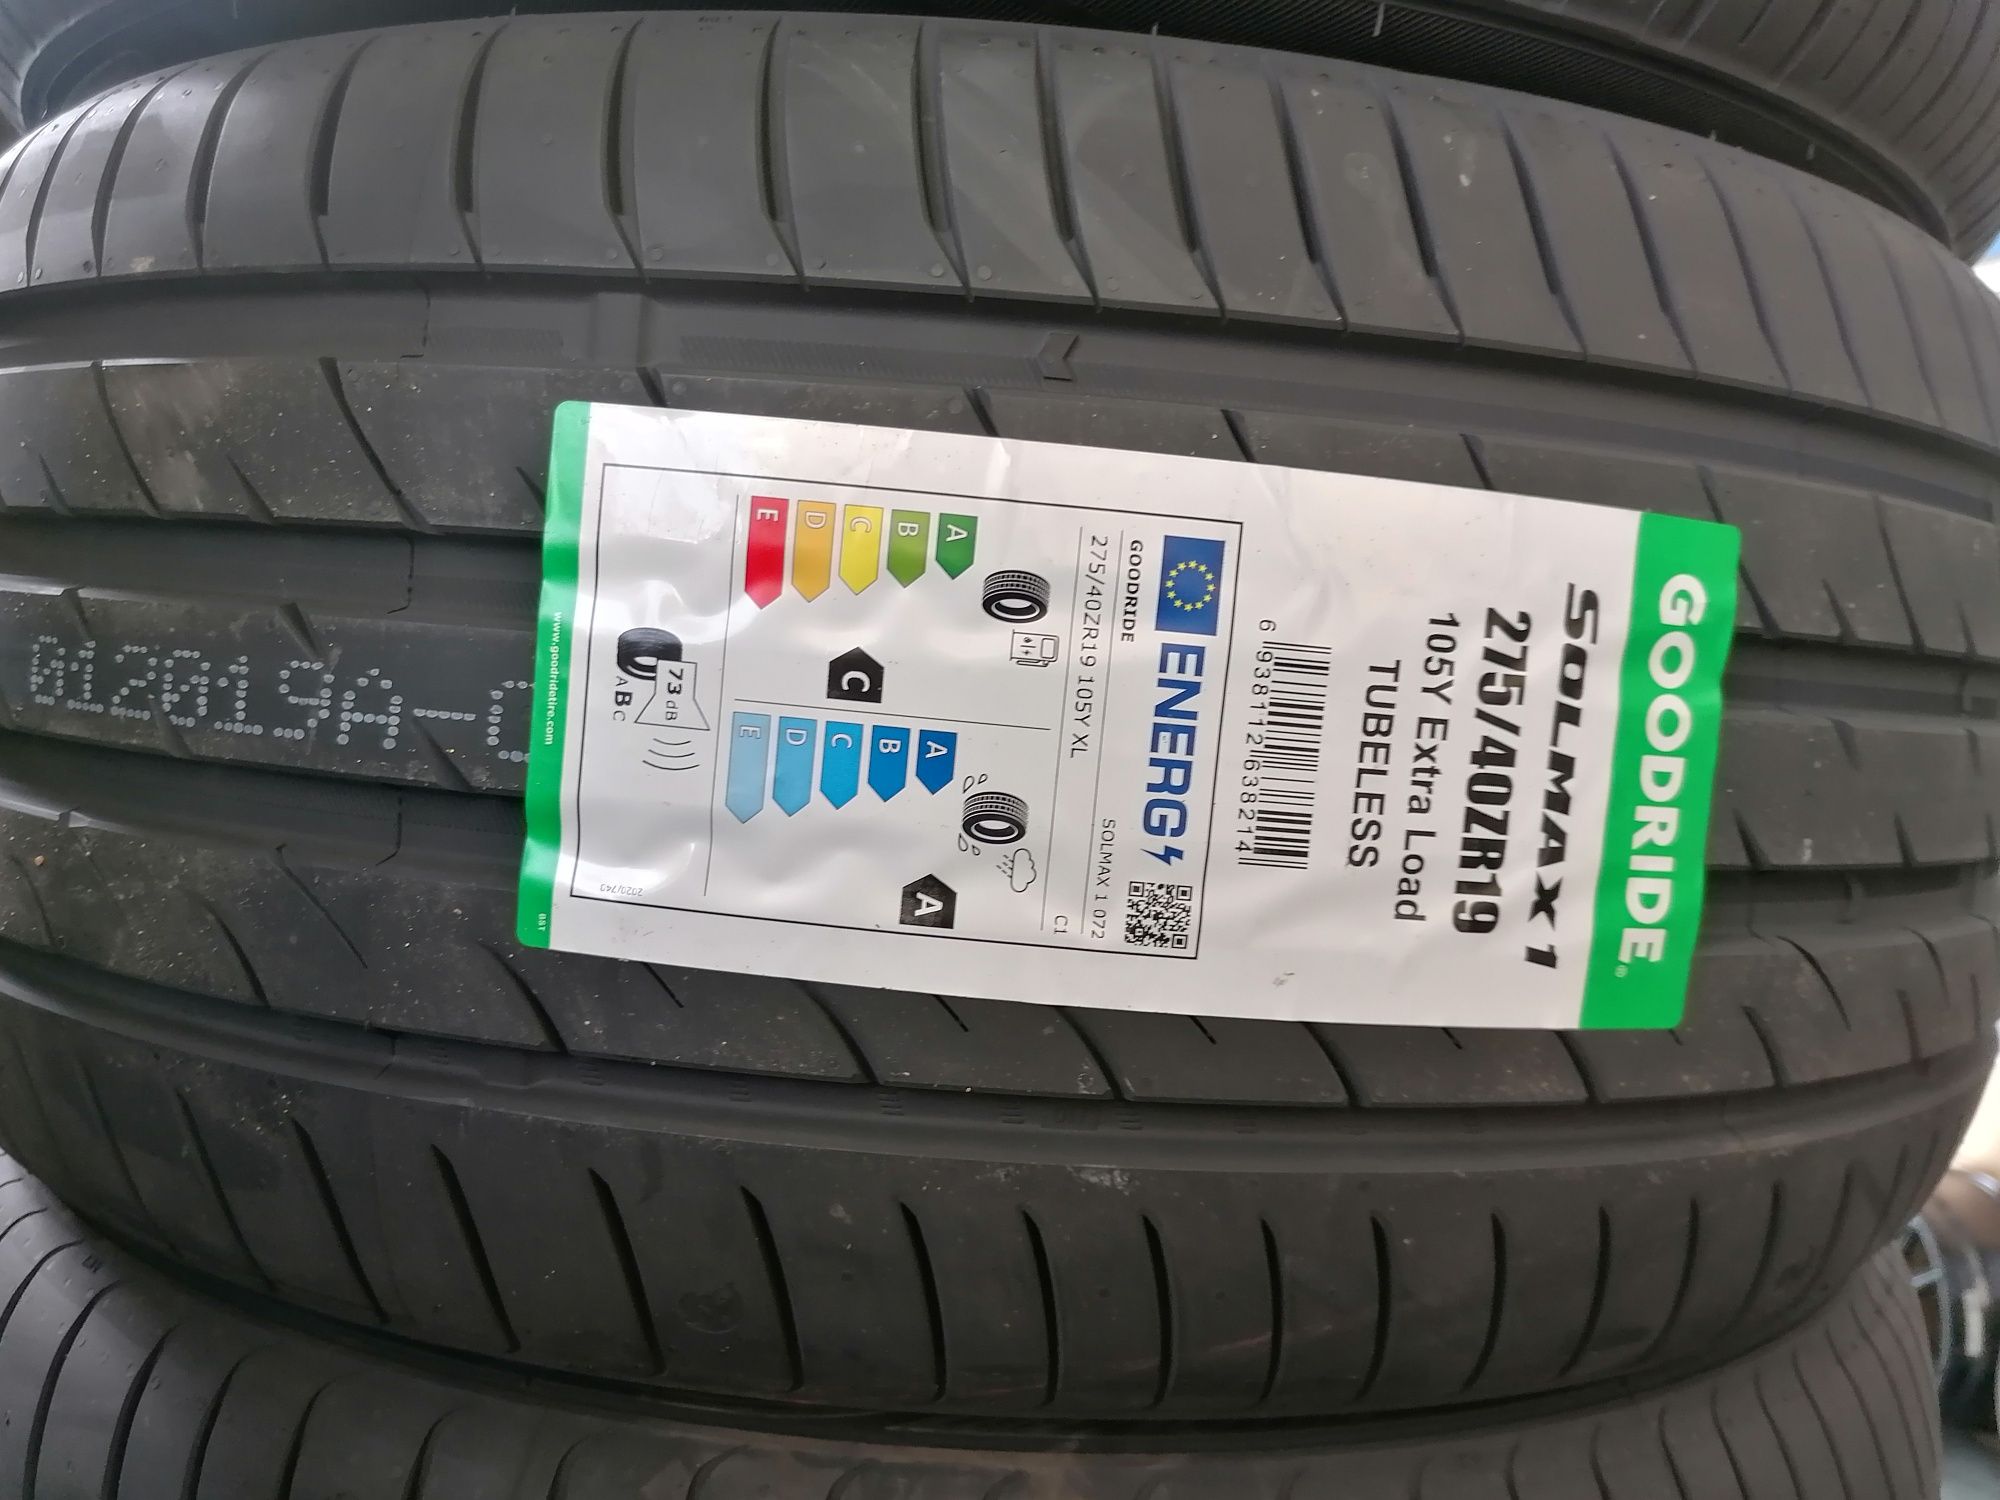 GOODRIDE®
SOLMAX 1
275/40ZR19
105Y Extra Load
TUBELESS
6 938112 638214
ENERG
GOODRIDE
SOLMAX 1 072
275/40ZR19 105Y XL
C1
A
B
C
D
E
C
A
B
C
D
E
A
73 dB
ABC
2020/740
www.goodridetire.com